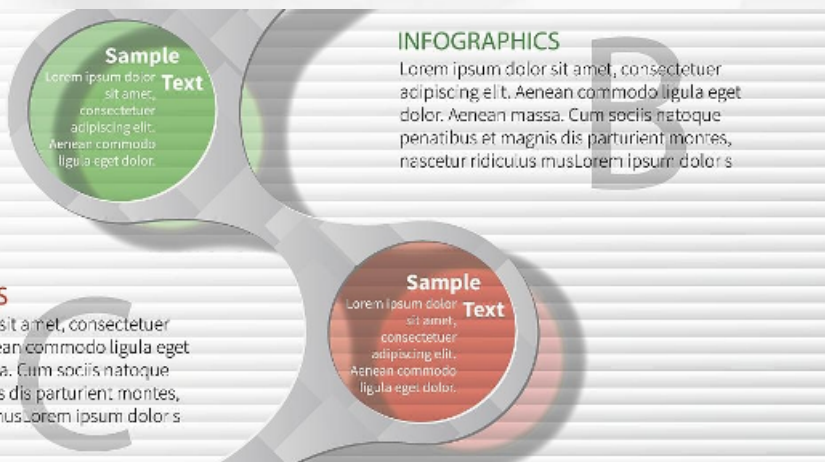 Sample
Text
Lorem ipsum dolor
sit amet,
consectetuer
adipiscing elit.
Aenean commodo
ligula eget dolor.
INFOGRAPHICS
B
Lorem ipsum dolor sit amet, consectetuer
adipiscing elit. Aenean commodo ligula eget
dolor. Aenean massa. Cum sociis natoque
penatibus et magnis dis parturient montes,
nascetur ridiculus musLorem ipsum dolor s
Sample
Text
Lorem ipsum dolor
sit amet,
consectetuer
adipiscing elit.
Aenean commodo
ligula eget dolor.
S
C
sit amet, consectetuer
ean commodo ligula eget
a. Cum sociis natoque
s dis parturient montes,
musLorem ipsum dolor s